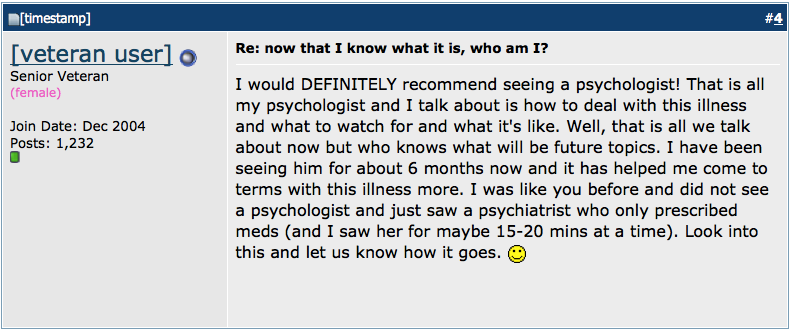 [timestamp] #4
[veteran user]
Senior Veteran
(female)
Join Date: Dec 2004
Posts: 1,232
Re: now that I know what it is, who am I?
I would DEFINITELY recommend seeing a psychologist! That is all
my psychologist and I talk about is how to deal with this illness
and what to watch for and what it's like. Well, that is all we talk
about now but who knows what will be future topics. I have been
seeing him for about 6 months now and it has helped me come to
terms with this illness more. I was like you before and did not see
a psychologist and just saw a psychiatrist who only prescribed
meds (and I saw her for maybe 15-20 mins at a time). Look into
this and let us know how it goes.